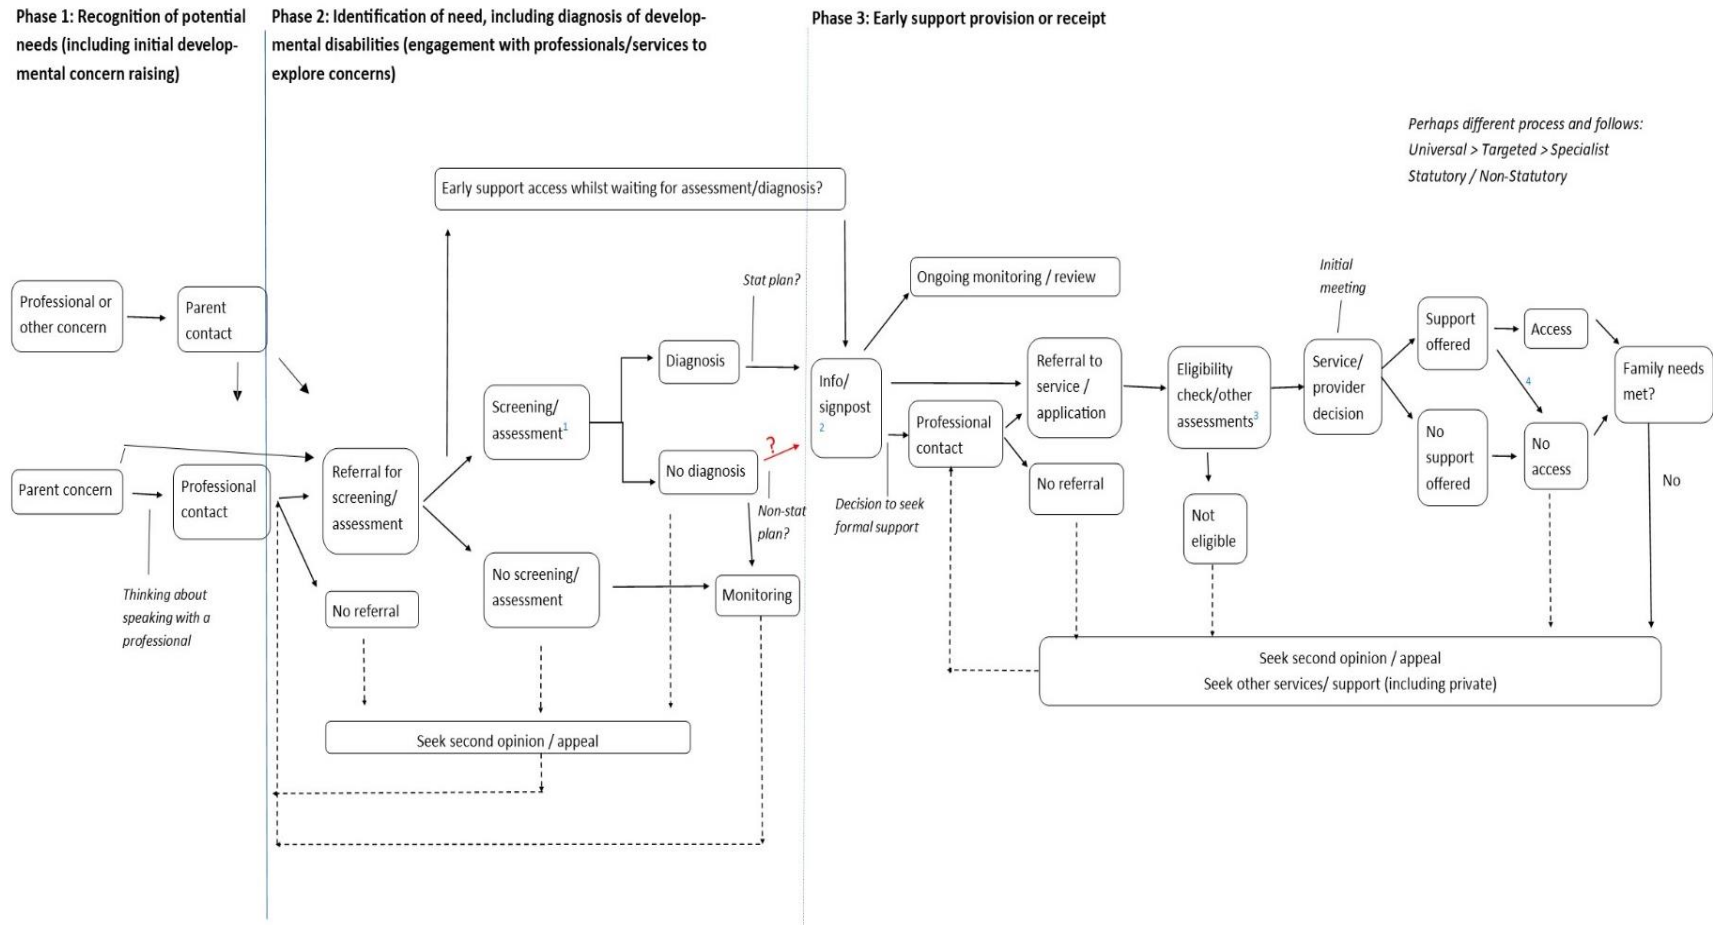 Phase 1: Recognition of potential
needs (including initial develop-
mental concern raising)
Phase 2: Identification of need, including diagnosis of develop-
mental disabilities (engagement with professionals/services to
explore concerns)
Phase 3: Early support provision or receipt
Perhaps different process and follows:
Universal > Targeted > Specialist
Statutory / Non-Statutory
Early support access whilst waiting for assessment/diagnosis?
Professional or
other concern
Parent
contact
Parent concern
Professional
contact
Thinking about
speaking with a
professional
Referral for
screening/
assessment
No referral
Screening/
assessment1
No screening/
assessment
Diagnosis
Stat plan?
No diagnosis
?
Non-stat
plan?
Monitoring
Seek second opinion / appeal
Info/
signpost
2
Ongoing monitoring / review
Decision to seek
formal support
Professional
contact
Referral to
service /
application
No referral
Eligibility
check/other
assessments3
Not
eligible
Initial
meeting
Service/
provider
decision
Support
offered
No
support
offered
4
Access
No
access
Family needs
met?
No
Seek second opinion / appeal
Seek other services/ support (including private)